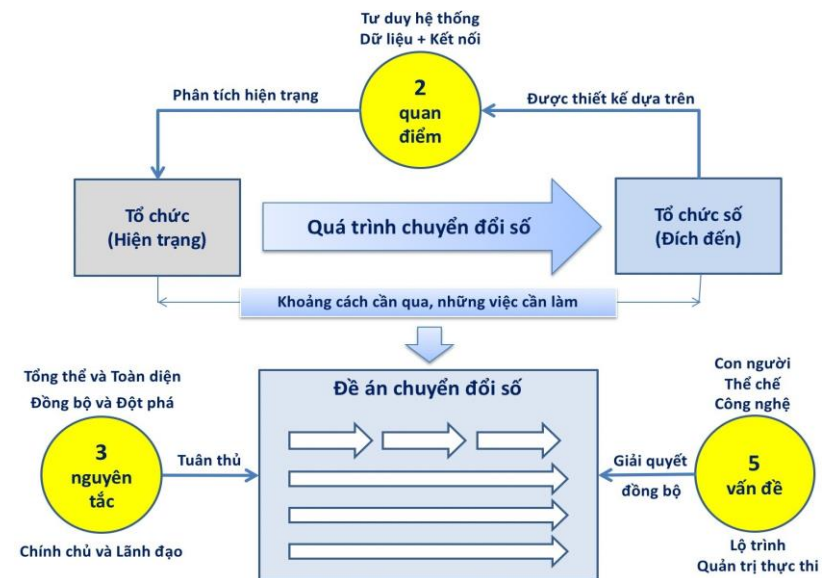 Tư duy hệ thống
Dữ liệu + Kết nối
2
quan
điểm
Phân tích hiện trạng
Được thiết kế dựa trên
Tổ chức
(Hiện trạng)
Quá trình chuyển đổi số
Tổ chức số
(Đích đến)
Khoảng cách cần qua, những việc cần làm
Tổng thể và Toàn diện
Đồng bộ và Đột phá
3
nguyên
tắc
Chính chủ và Lãnh đạo
Tuân thủ
Đề án chuyển đổi số
Giải quyết
đồng bộ
Con người
Thể chế
Công nghệ
5
vấn đề
Lộ trình
Quản trị thực thi